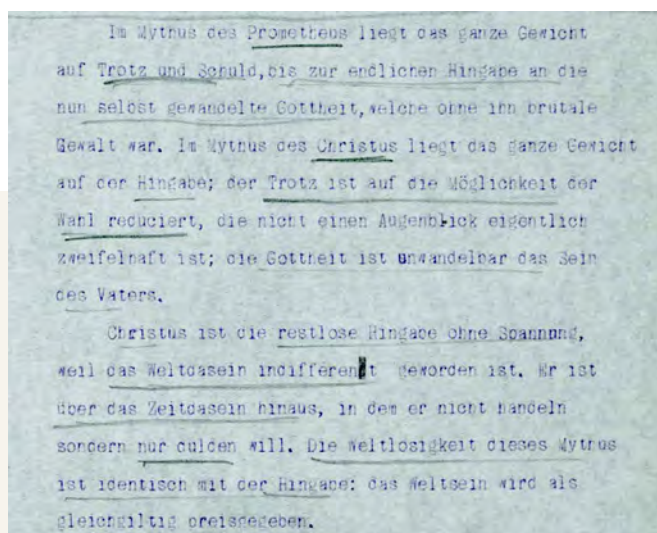 Im Mythus des Prometheus liegt das ganze Gewicht
auf Trotz und Schuld,bis zur endlichen Hingabe an die
nun selbst gewandelte Gottheit,welche ohne ihn brutale
Gewalt war. Im Mythus des Christus liegt das ganze Gewicht
auf der Hingabe; der Trotz ist auf die Möglichkeit der
Wahl reduciert, die nicht einen Augenblick eigentlich
zweifelhaft ist; die Gottheit ist unwandelbar das Sein
des Vaters.
Christus ist die restlose Hingabe ohne Spannung,
weil das Weltdasein indifferent geworden ist. Er ist
über das Zeitdasein hinaus, in dem er nicht handeln
sondern nur dulden will. Die Weltlosigkeit dieses Mythus
ist identisch mit der Hingabe: das Weltsein wird als
gleichgiltig preisgegeben.